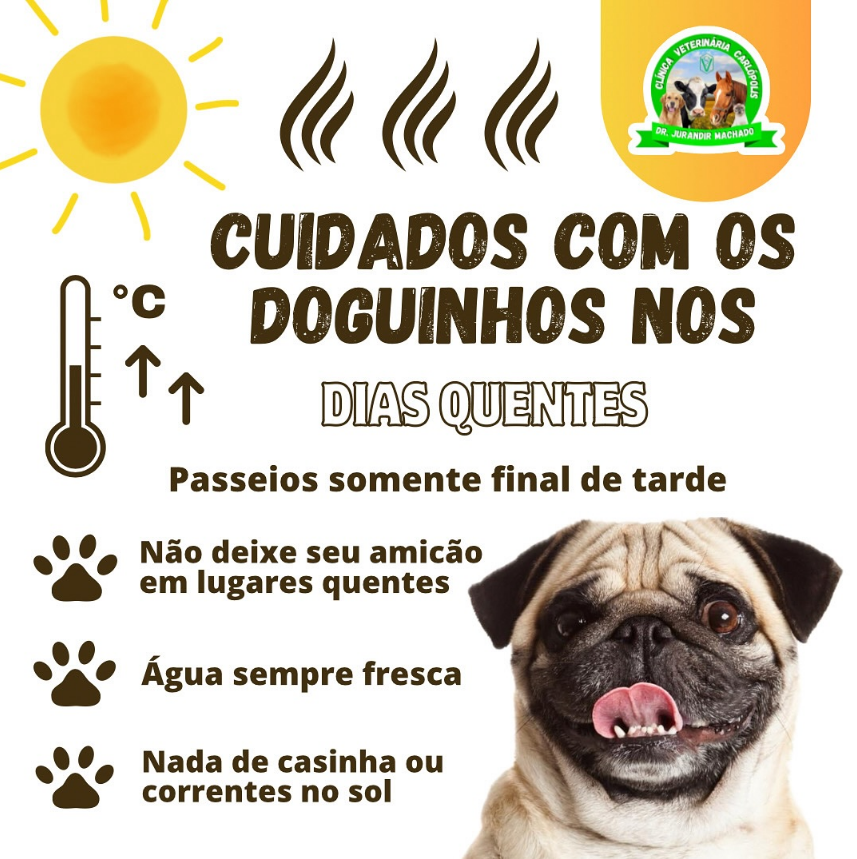 CLÍNICA VETERINÁRIA CARLÓPOLIS
DR. JURANDIR MACHADO
CUIDADOS COM OS
DOGUINHOS NOS
DIAS QUENTES
°C
Passeios somente final de tarde
Não deixe seu amicão
em lugares quentes
Água sempre fresca
Nada de casinha ou
correntes no sol